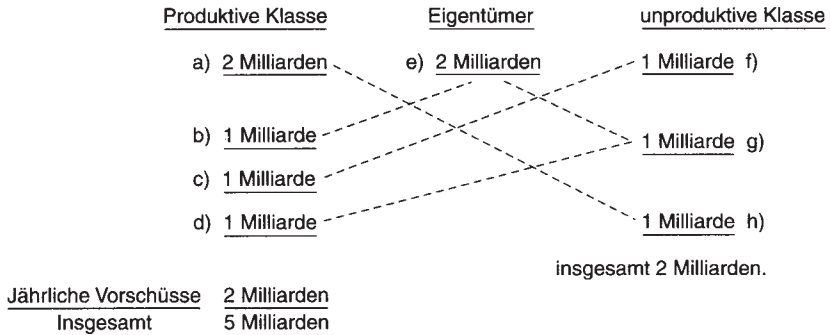 Produktive Klasse Eigentümer unproduktive Klasse
a) 2 Milliarden e) 2 Milliarden 1 Milliarde f)
b) 1 Milliarde 1 Milliarde g)
c) 1 Milliarde
d) 1 Milliarde 1 Milliarde h)
insgesamt 2 Milliarden.
Jährliche Vorschüsse 2 Milliarden
Insgesamt 5 Milliarden